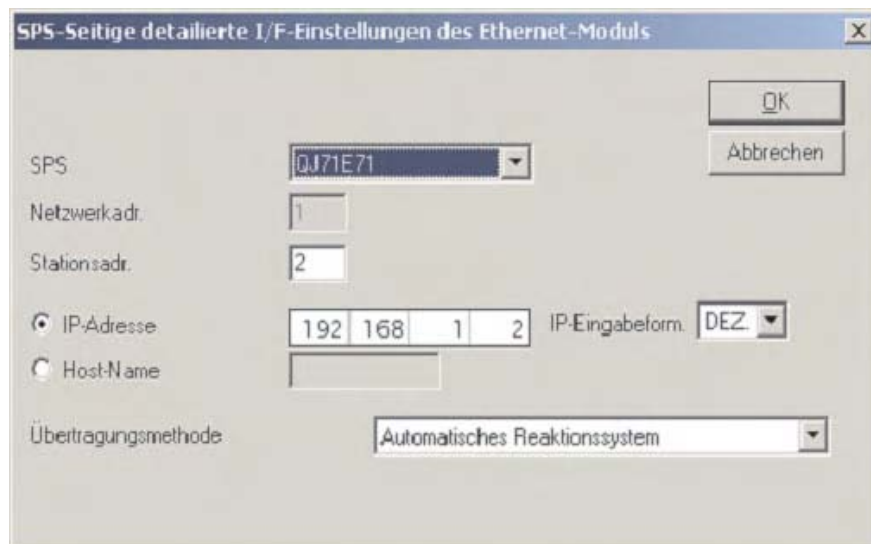 SPS-Seitige detailierte I/F-Einstellungen des Ethernet-Moduls
OK
Abbrechen
SPS QJ71E71
Netzwerkadr. 1
Stationsadr. 2
IP-Adresse 192 168 1 2 IP-Eingabeform. DEZ.
Host-Name
Übertragungsmethode Automatisches Reaktionssystem